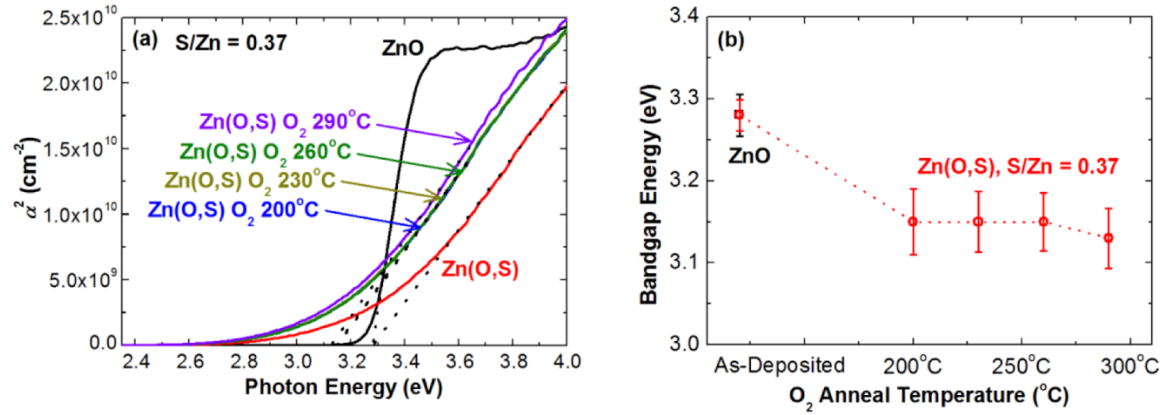 (a)
S/Zn = 0.37
ZnO
Zn(O,S) O₂ 290°C
Zn(O,S) O₂ 260°C
Zn(O,S) O₂ 230°C
Zn(O,S) O₂ 200°C
Zn(O,S)
α² (cm⁻²)
2.5x10¹⁰
2.0x10¹⁰
1.5x10¹⁰
1.0x10¹⁰
5.0x10⁹
0.0
2.4 2.6 2.8 3.0 3.2 3.4 3.6 3.8 4.0
Photon Energy (eV)
(b)
ZnO
Zn(O,S), S/Zn = 0.37
Bandgap Energy (eV)
3.4
3.3
3.2
3.1
3.0
As-Deposited 200°C 250°C 300°C
O₂ Anneal Temperature (°C)